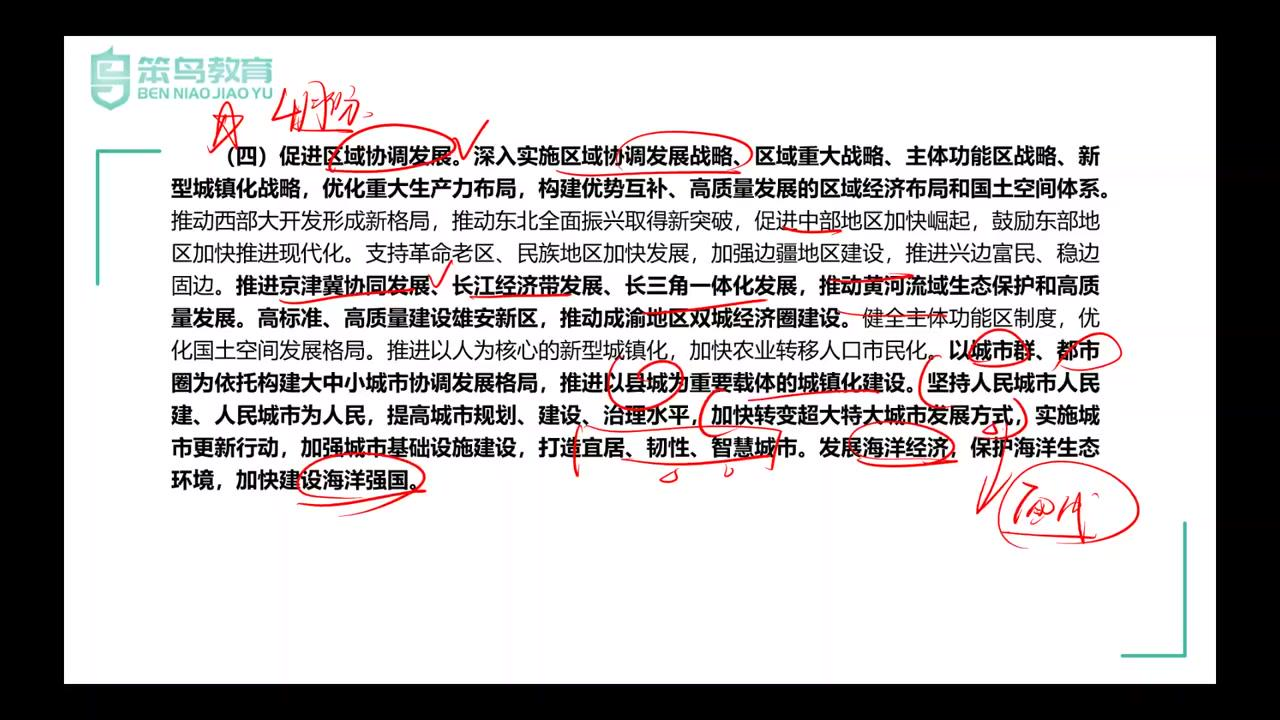 笨鸟教育
BEN NIAO JIAO YU
4月份
（四）促进区域协调发展。深入实施区域协调发展战略、区域重大战略、主体功能区战略、新
型城镇化战略，优化重大生产力布局，构建优势互补、高质量发展的区域经济布局和国土空间体系。
推动西部大开发形成新格局，推动东北全面振兴取得新突破，促进中部地区加快崛起，鼓励东部地
区加快推进现代化。支持革命老区、民族地区加快发展，加强边疆地区建设，推进兴边富民、稳边
固边。推进京津冀协同发展、长江经济带发展、长三角一体化发展，推动黄河流域生态保护和高质
量发展。高标准、高质量建设雄安新区，推动成渝地区双城经济圈建设。健全主体功能区制度，优
化国土空间发展格局。推进以人为核心的新型城镇化，加快农业转移人口市民化。以城市群、都市
圈为依托构建大中小城市协调发展格局，推进以县城为重要载体的城镇化建设。坚持人民城市人民
建、人民城市为人民，提高城市规划、建设、治理水平，加快转变超大特大城市发展方式，实施城
市更新行动，加强城市基础设施建设，打造宜居、韧性、智慧城市。发展海洋经济，保护海洋生态
环境，加快建设海洋强国。